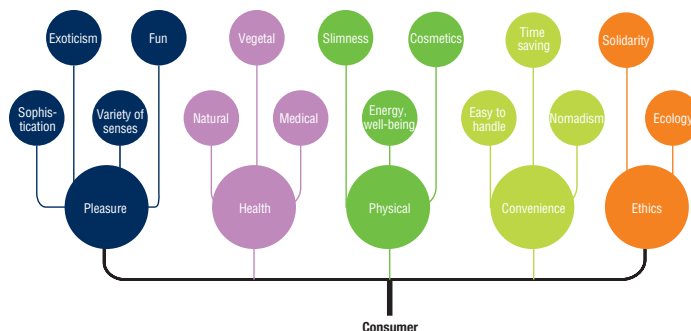 Exoticism
Fun
Vegetal
Slimness
Cosmetics
Time
saving
Solidarity
Sophis-
tication
Variety of
senses
Natural
Medical
Energy,
well-being
Easy to
handle
Nomadism
Ecology
Pleasure
Health
Physical
Convenience
Ethics
Consumer